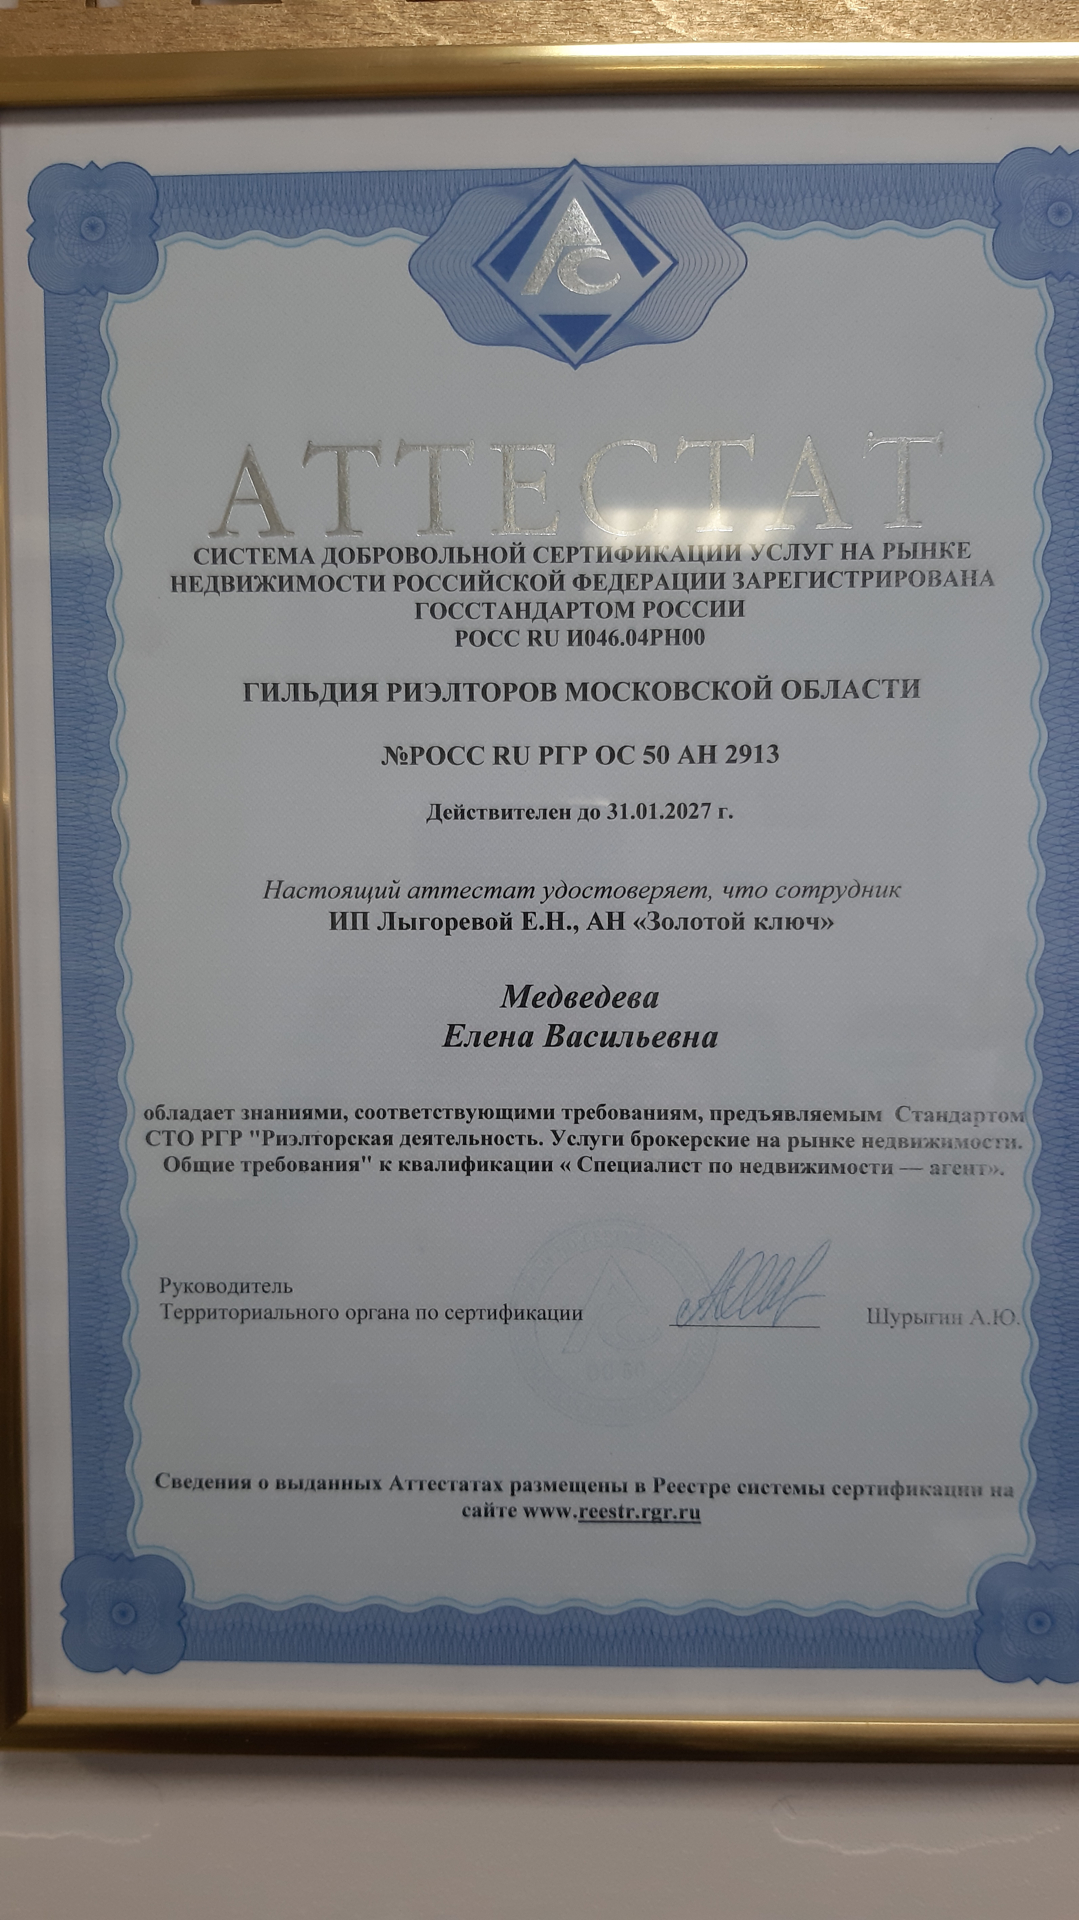 АС
АТТЕСТАТ
СИСТЕМА ДОБРОВОЛЬНОЙ СЕРТИФИКАЦИИ УСЛУГ НА РЫНКЕ
НЕДВИЖИМОСТИ РОССИЙСКОЙ ФЕДЕРАЦИИ ЗАРЕГИСТРИРОВАНА
ГОССТАНДАРТОМ РОССИИ
РОСС RU И046.04РН00
ГИЛЬДИЯ РИЭЛТОРОВ МОСКОВСКОЙ ОБЛАСТИ
№РОСС RU РГР ОС 50 АН 2913
Действителен до 31.01.2027 г.
Настоящий аттестат удостоверяет, что сотрудник
ИП Лыгоревой Е.Н., АН «Золотой ключ»
Медведева
Елена Васильевна
обладает знаниями, соответствующими требованиям, предъявляемым Стандартом
СТО РГР "Риэлторская деятельность. Услуги брокерские на рынке недвижимости.
Общие требования" к квалификации « Специалист по недвижимости — агент».
Руководитель
Территориального органа по сертификации
Шурыгин А.Ю.
Сведения о выданных Аттестатах размещены в Реестре системы сертификации на
сайте www.reestr.rgr.ru